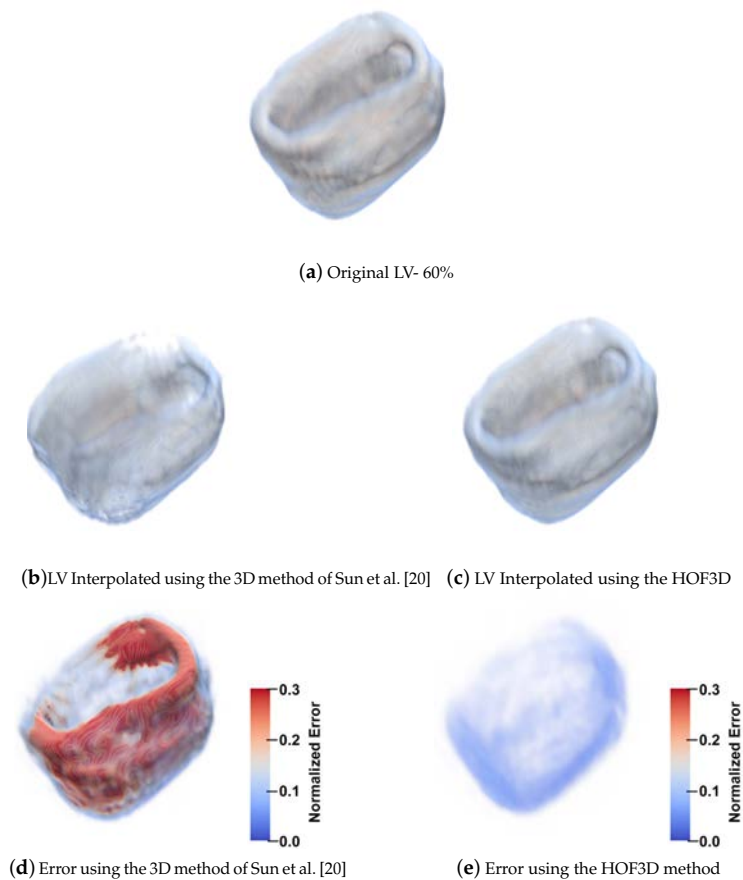 (a) Original LV- 60%
(b)LV Interpolated using the 3D method of Sun et al. [20]
(c) LV Interpolated using the HOF3D
0.3
0.2
0.1
0.0
Normalized Error
0.3
0.2
0.1
0.0
Normalized Error
(d) Error using the 3D method of Sun et al. [20]
(e) Error using the HOF3D method